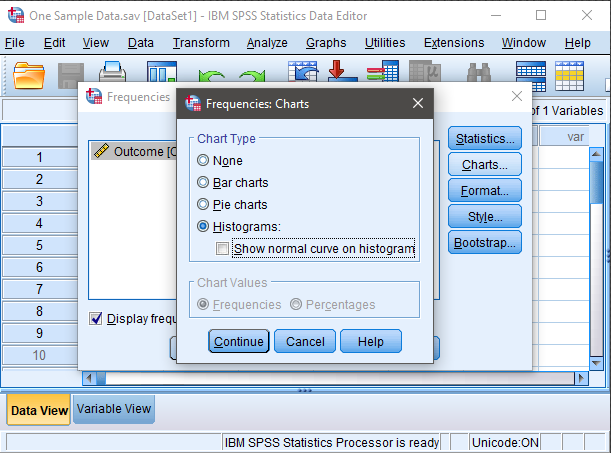 One Sample Data.sav [DataSet1] - IBM SPSS Statistics Data Editor
File Edit View Data Transform Analyze Graphs Utilities Extensions Window Help
Frequencies
of 1 Variables
var
1
2
3
4
5
6
7
8
9
10
Outcome [O
Display frequ
Statistics...
Charts...
Format...
Style...
Bootstrap...
Frequencies: Charts
Chart Type
None
Bar charts
Pie charts
Histograms:
Show normal curve on histogram
Chart Values
Frequencies Percentages
Continue Cancel Help
Data View Variable View
IBM SPSS Statistics Processor is ready Unicode:ON